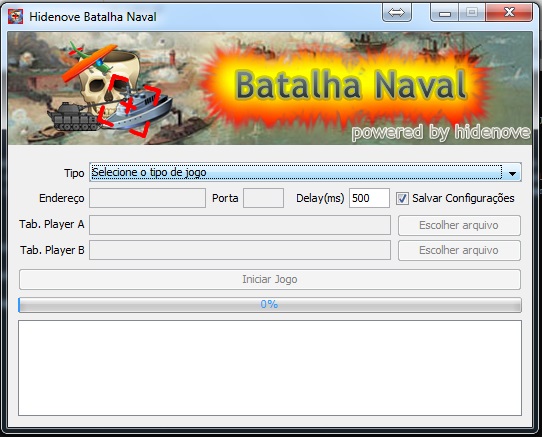 Hidenove Batalha Naval
Batalha Naval
powered by hidenove
Tipo Selecione o tipo de jogo
Endereço Porta Delay(ms) 500 Salvar Configurações
Tab. Player A Escolher arquivo
Tab. Player B Escolher arquivo
Iniciar Jogo
0%